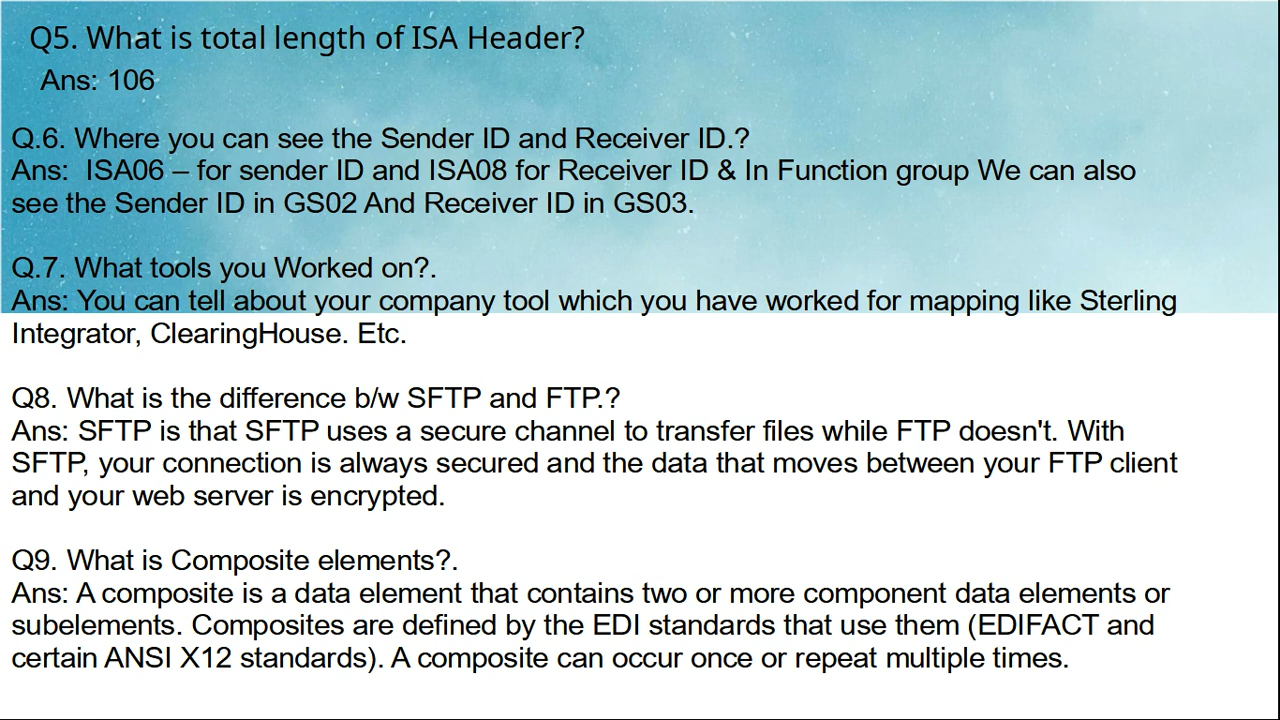 Q5. What is total length of ISA Header?
Ans: 106
Q.6. Where you can see the Sender ID and Receiver ID.?
Ans:  ISA06 – for sender ID and ISA08 for Receiver ID & In Function group We can also
see the Sender ID in GS02 And Receiver ID in GS03.
Q.7. What tools you Worked on?.
Ans: You can tell about your company tool which you have worked for mapping like Sterling
Integrator, ClearingHouse. Etc.
Q8. What is the difference b/w SFTP and FTP.?
Ans: SFTP is that SFTP uses a secure channel to transfer files while FTP doesn't. With
SFTP, your connection is always secured and the data that moves between your FTP client
and your web server is encrypted.
Q9. What is Composite elements?.
Ans: A composite is a data element that contains two or more component data elements or
subelements. Composites are defined by the EDI standards that use them (EDIFACT and
certain ANSI X12 standards). A composite can occur once or repeat multiple times.